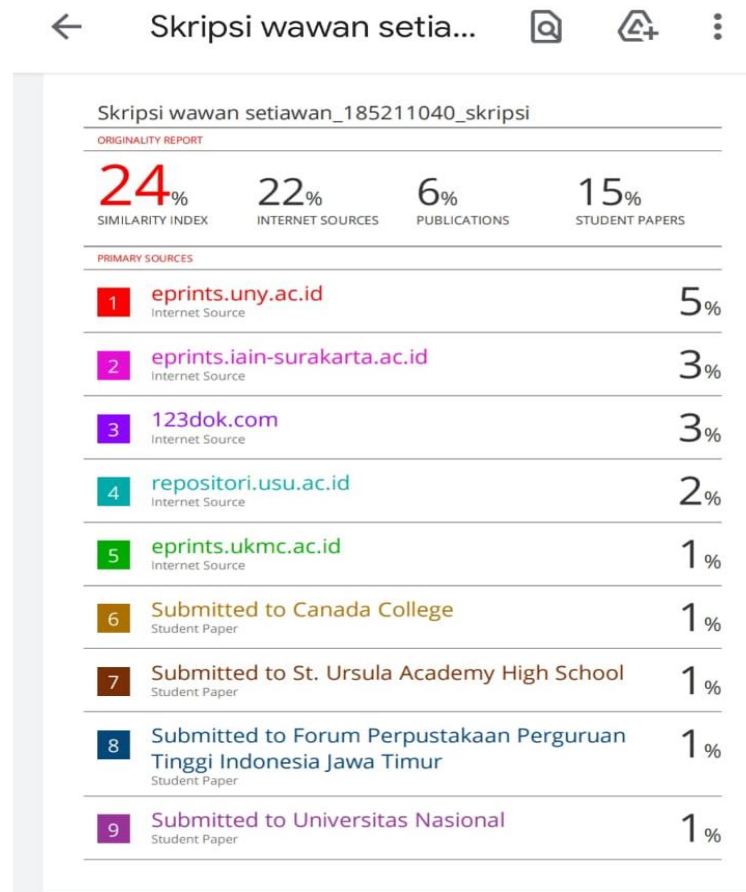 Skripsi wawan setia...
Skripsi wawan setiawan_185211040_skripsi
ORIGINALITY REPORT
24%
SIMILARITY INDEX
22%
INTERNET SOURCES
6%
PUBLICATIONS
15%
STUDENT PAPERS
PRIMARY SOURCES
1 eprints.uny.ac.id 5%
Internet Source
2 eprints.iain-surakarta.ac.id 3%
Internet Source
3 123dok.com 3%
Internet Source
4 repositori.usu.ac.id 2%
Internet Source
5 eprints.ukmc.ac.id 1%
Internet Source
6 Submitted to Canada College 1%
Student Paper
7 Submitted to St. Ursula Academy High School 1%
Student Paper
8 Submitted to Forum Perpustakaan Perguruan 1%
Tinggi Indonesia Jawa Timur
Student Paper
9 Submitted to Universitas Nasional 1%
Student Paper